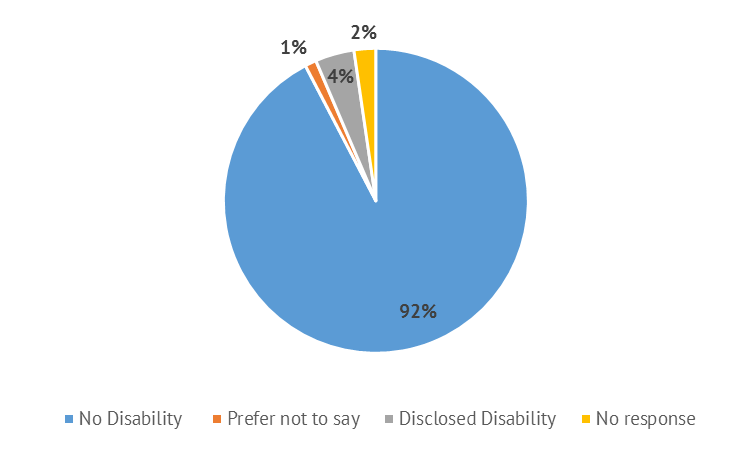 2%
1%
4%
92%
No Disability Prefer not to say Disclosed Disability No response